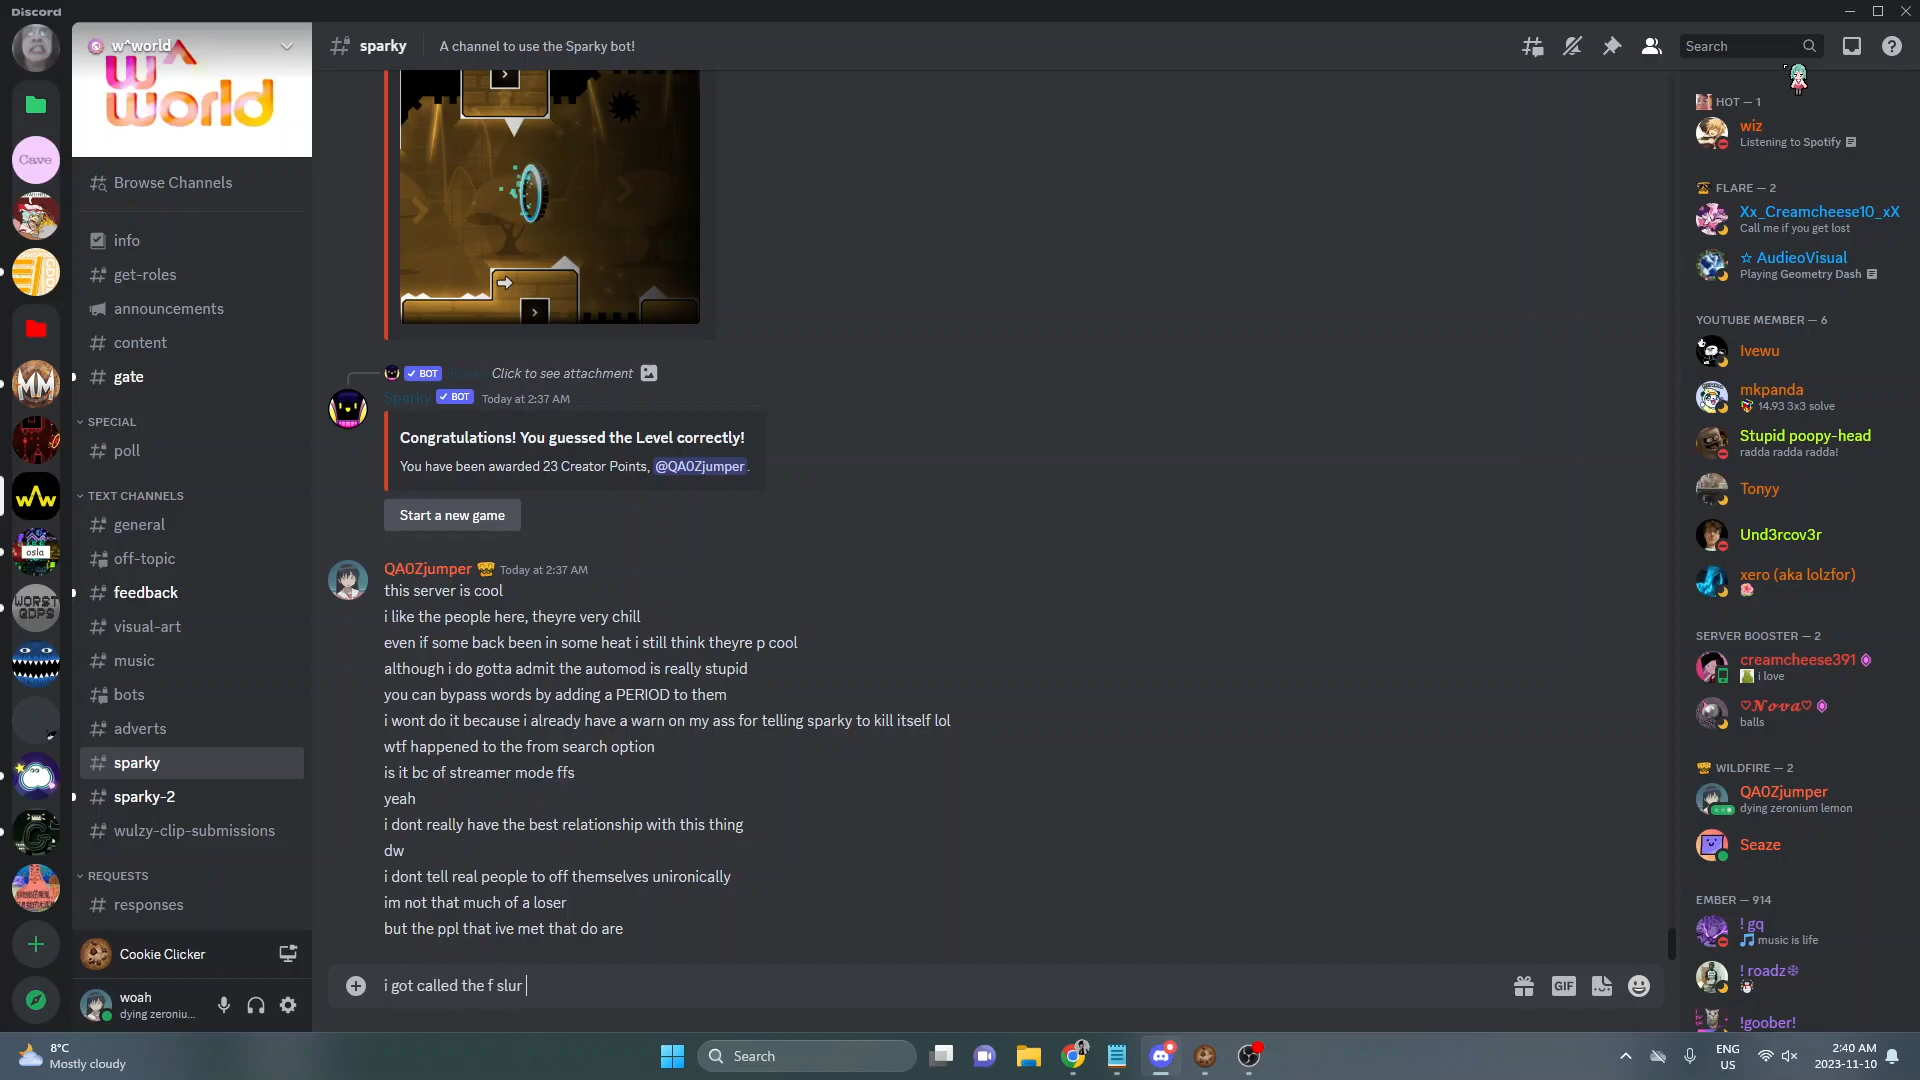 Discord
w^world
w^
world
Browse Channels
info
get-roles
announcements
content
gate
SPECIAL
poll
TEXT CHANNELS
general
off-topic
feedback
visual-art
music
bots
adverts
sparky
sparky-2
wulzy-clip-submissions
REQUESTS
responses
Cookie Clicker
woah
dying zeroniu...
Cave
osla
WORST
GDPS
sparky
A channel to use the Sparky bot!
Search
BOT
Click to see attachment
Sparky BOT Today at 2:37 AM
Congratulations! You guessed the Level correctly!
You have been awarded 23 Creator Points, @QA0Zjumper.
Start a new game
QA0Zjumper Today at 2:37 AM
this server is cool
i like the people here, theyre very chill
even if some back been in some heat i still think theyre p cool
although i do gotta admit the automod is really stupid
you can bypass words by adding a PERIOD to them
i wont do it because i already have a warn on my ass for telling sparky to kill itself lol
wtf happened to the from search option
is it bc of streamer mode ffs
yeah
i dont really have the best relationship with this thing
dw
i dont tell real people to off themselves unironically
im not that much of a loser
but the ppl that ive met that do are
i got called the f slur
GIF
HOT — 1
wiz
Listening to Spotify
FLARE — 2
Xx_Creamcheese10_xX
Call me if you get lost
☆ AudieoVisual
Playing Geometry Dash
YOUTUBE MEMBER — 6
Ivewu
mkpanda
14.93 3x3 solve
Stupid poopy-head
radda radda radda!
Tonyy
Und3rcov3r
xero (aka lolzfor)
SERVER BOOSTER — 2
creamcheese391
i love
♡𝑵𝒐𝒗𝒂♡
balls
WILDFIRE — 2
QA0Zjumper
dying zeronium lemon
Seaze
EMBER — 914
! gq
music is life
! roadz❄
!goober!
8°C
Mostly cloudy
Search
ENG
US
2:40 AM
2023-11-10